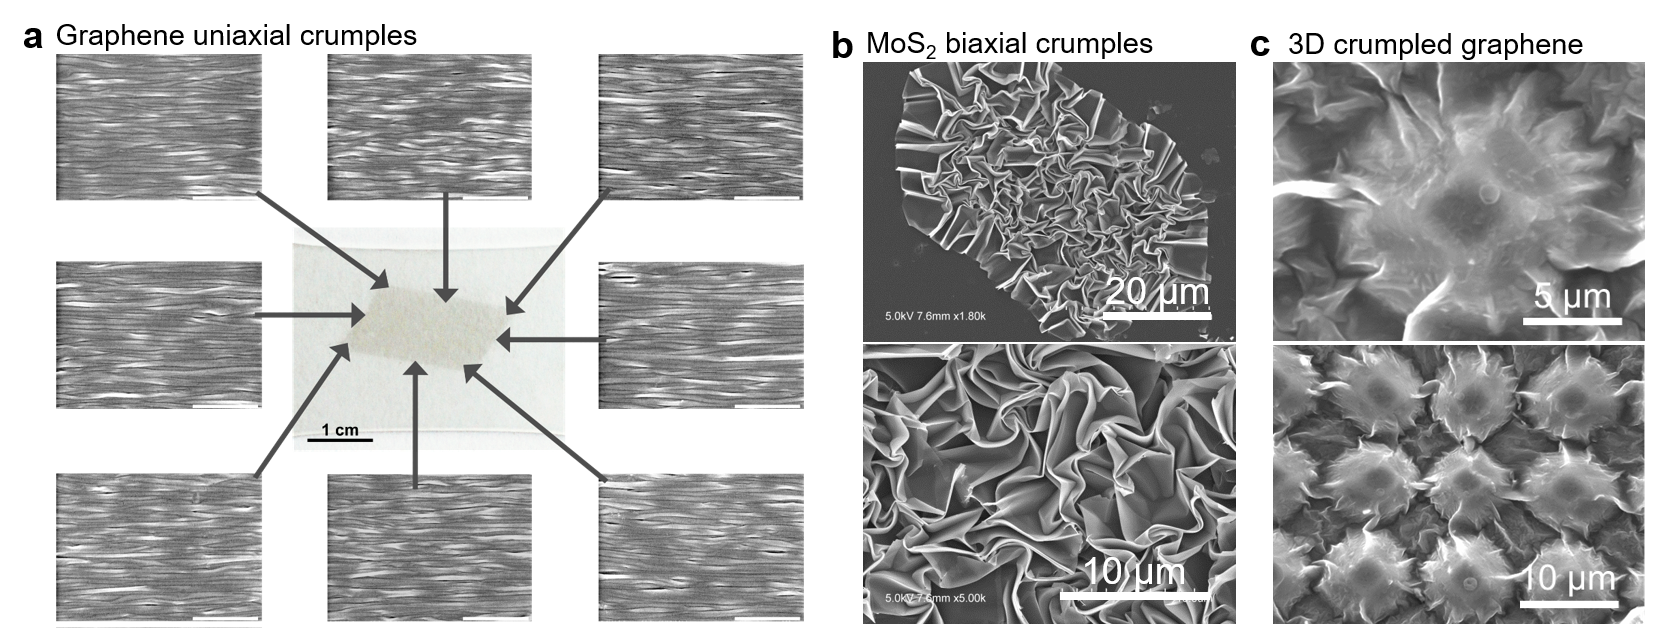 a Graphene uniaxial crumples
1 cm
b MoS₂ biaxial crumples
20 µm
5.0kV 7.6mm x1.80k
10 µm
5.0kV 7.6mm x5.00k
c 3D crumpled graphene
5 µm
10 µm